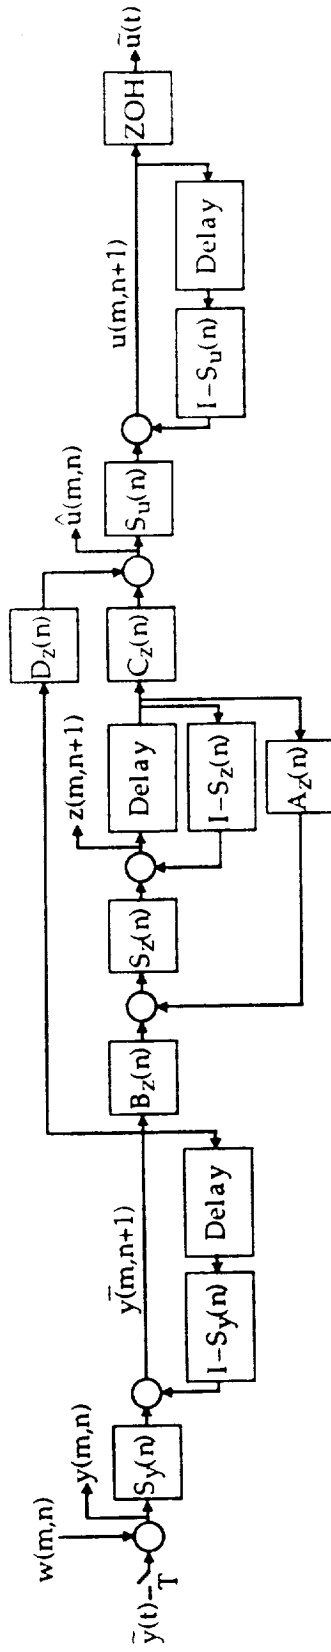 w(m,n)
ỹ(t)
T
y(m,n)
S_y(n)
ȳ(m,n+1)
I−S_y(n)
Delay
B_z(n)
D_z(n)
S_z(n)
z(m,n+1)
Delay
I−S_z(n)
A_z(n)
C_z(n)
û(m,n)
S_u(n)
u(m,n+1)
I−S_u(n)
Delay
ZOH
ũ(t)